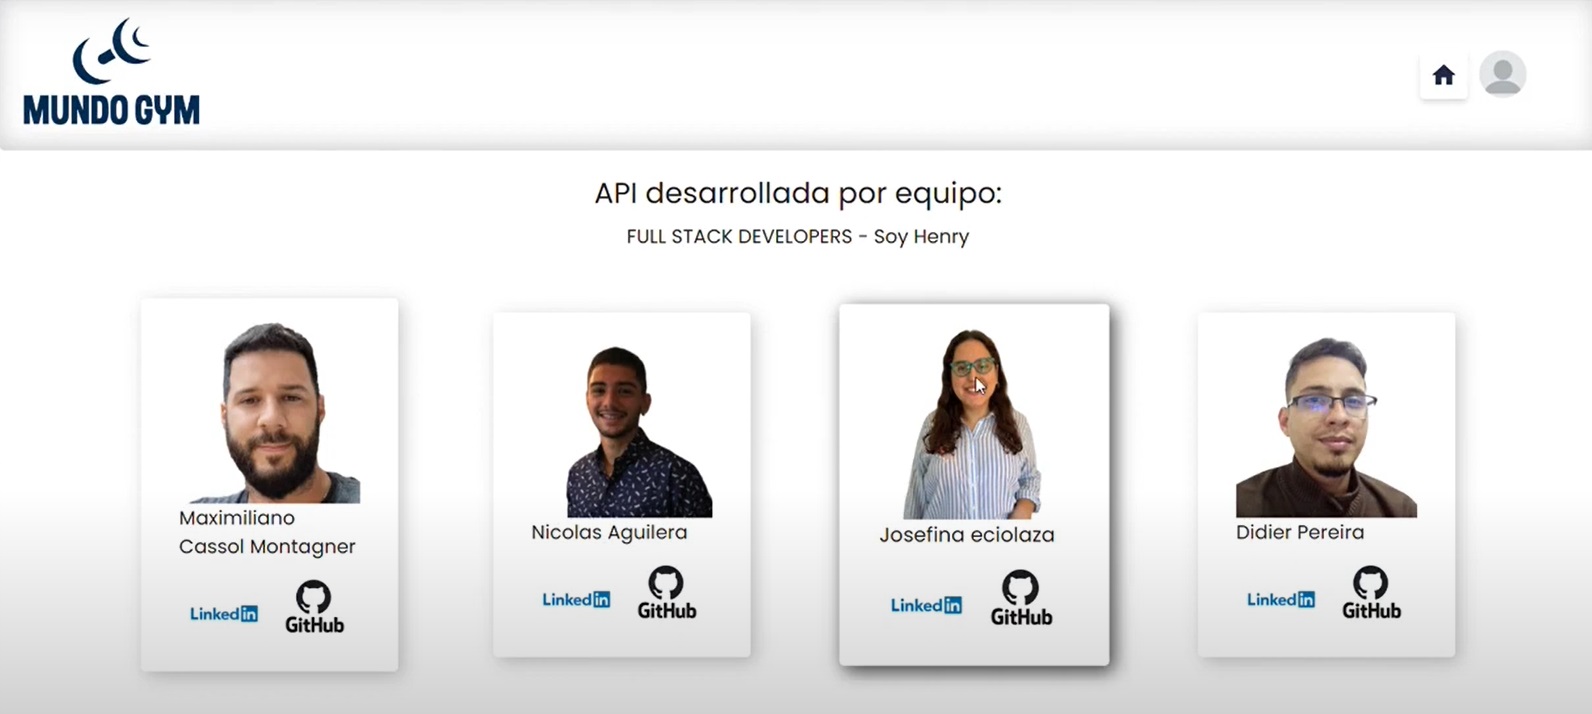 MUNDO GYM
API desarrollada por equipo:
FULL STACK DEVELOPERS - Soy Henry
Maximiliano
Cassol Montagner
LinkedIn
GitHub
Nicolas Aguilera
LinkedIn
GitHub
Josefina eciolaza
LinkedIn
GitHub
Didier Pereira
LinkedIn
GitHub